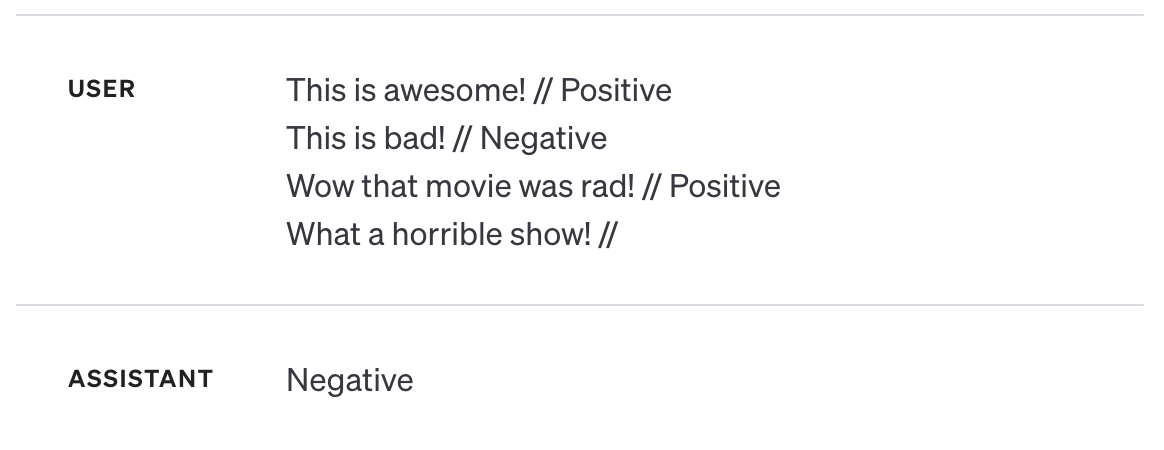 USER
This is awesome! // Positive
This is bad! // Negative
Wow that movie was rad! // Positive
What a horrible show! //
ASSISTANT
Negative